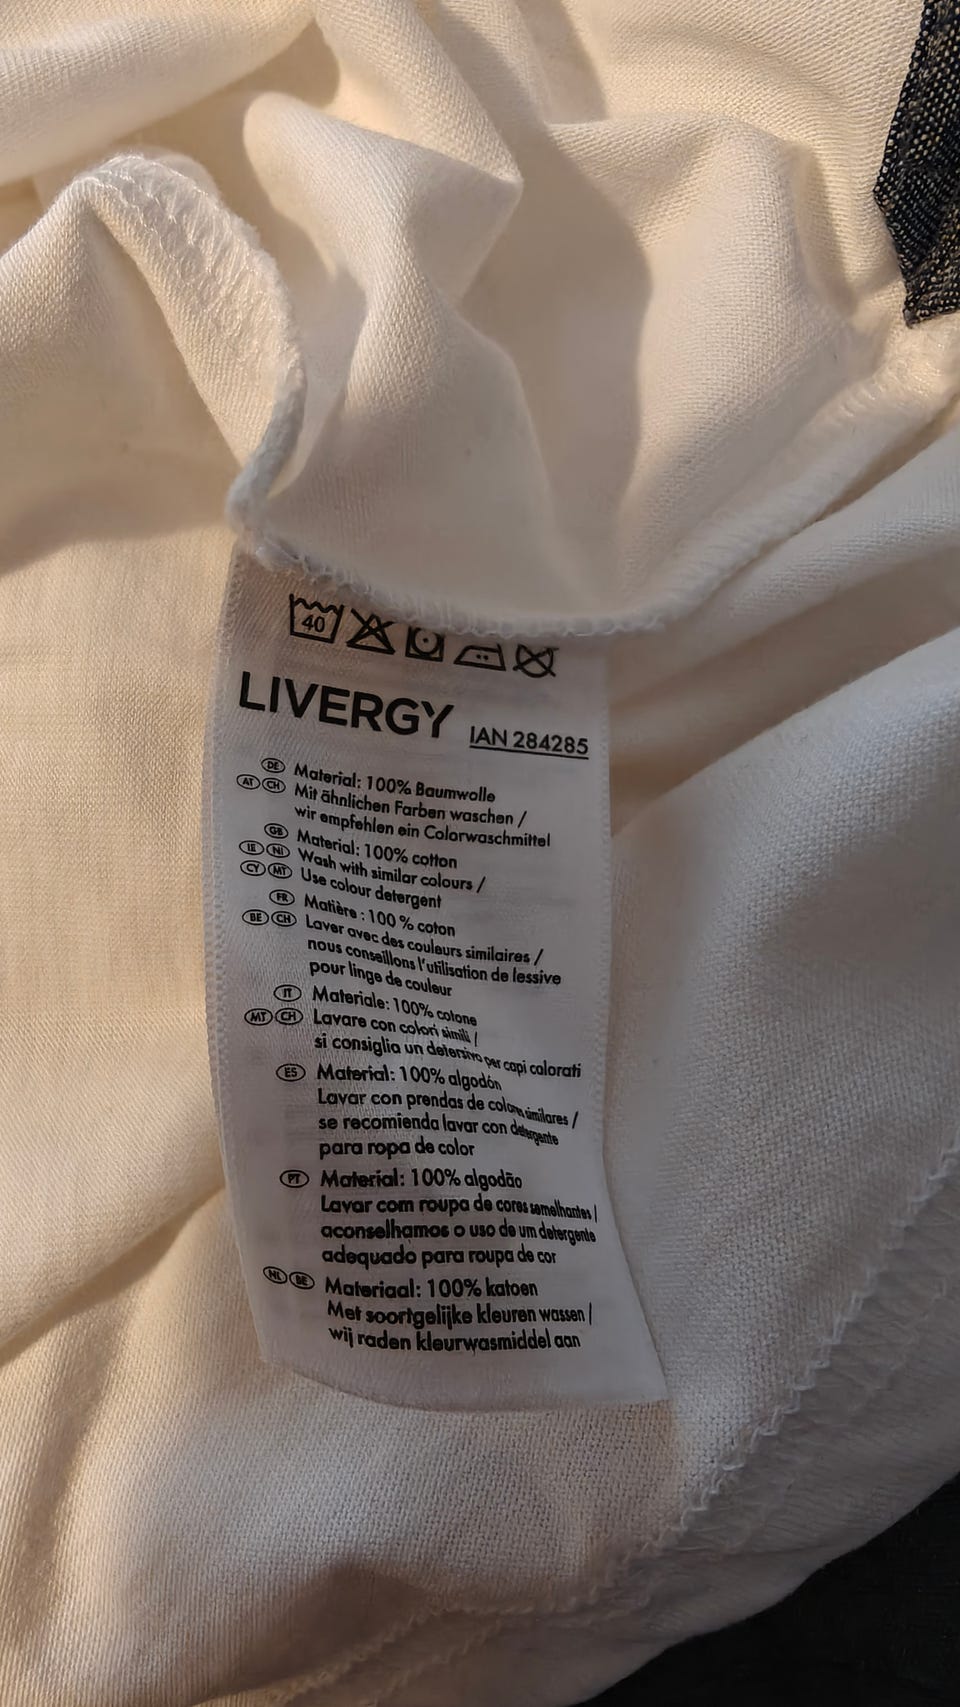 40
LIVERGY IAN 284285
DE Material: 100% Baumwolle
AT CH Mit ähnlichen Farben waschen /
wir empfehlen ein Colorwaschmittel
GB Material: 100% cotton
IE NI Wash with similar colours /
CY MT Use colour detergent
FR Matière : 100 % coton
BE CH Laver avec des couleurs similaires /
nous conseillons l'utilisation de lessive
pour linge de couleur
IT Materiale: 100% cotone
MT CH Lavare con colori simili /
si consiglia un detersivo per capi colorati
ES Material: 100% algodón
Lavar con prendas de colores similares /
se recomienda lavar con detergente
para ropa de color
PT Material: 100% algodão
Lavar com roupa de cores semelhantes /
aconselhamos o uso de um detergente
adequado para roupa de cor
NL BE Materiaal: 100% katoen
Met soortgelijke kleuren wassen /
wij raden kleurwasmiddel aan